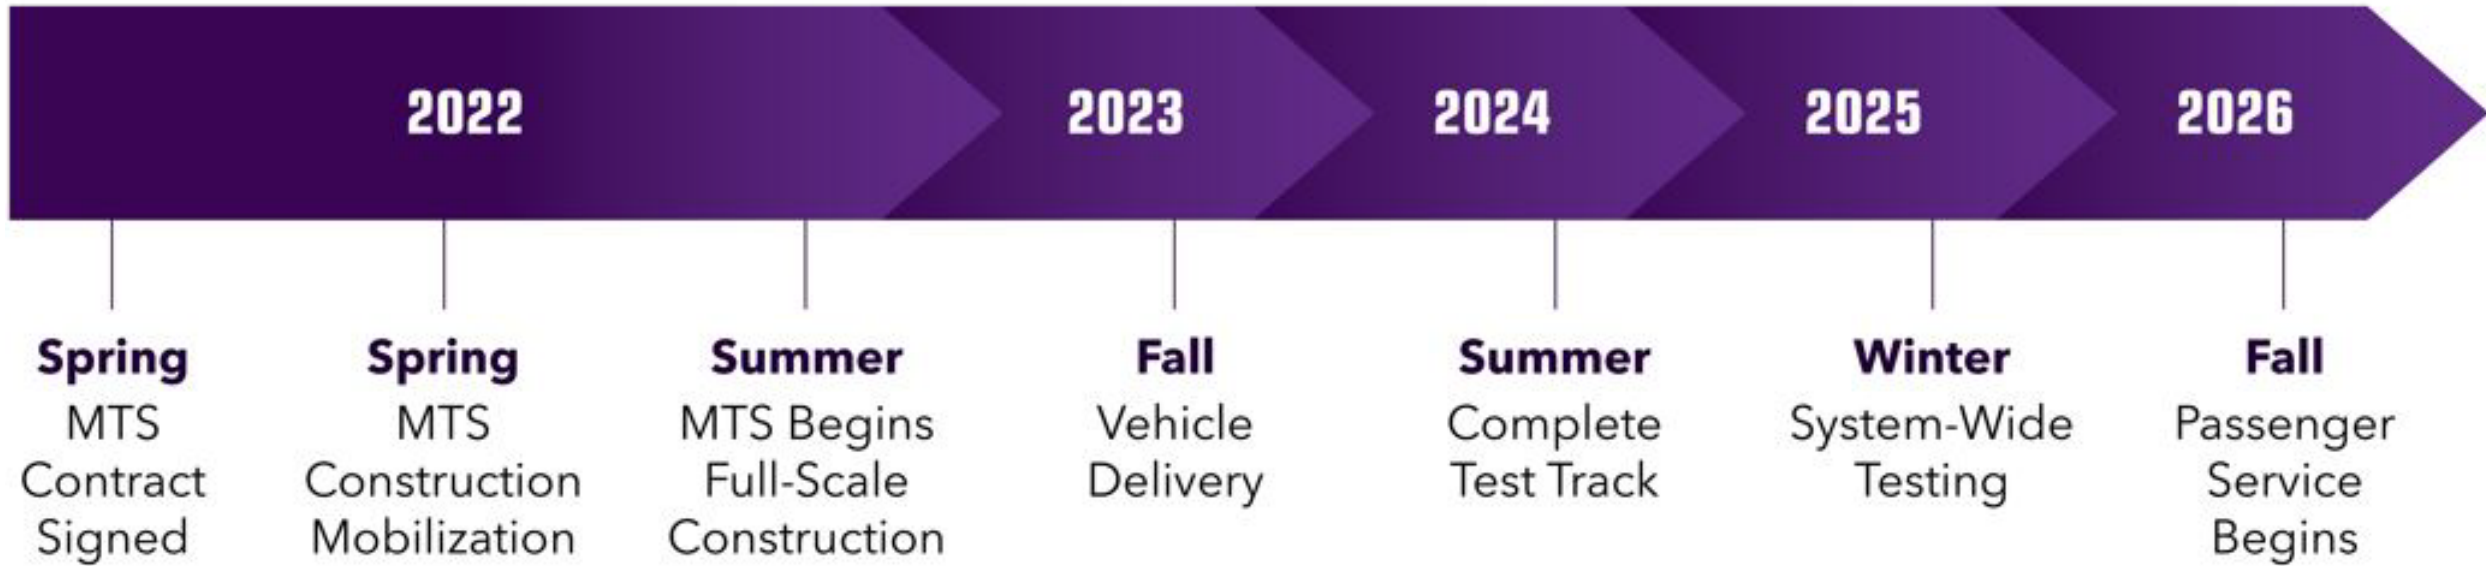 2022
2023
2024
2025
2026
Spring
MTS
Contract
Signed
Spring
MTS
Construction
Mobilization
Summer
MTS Begins
Full-Scale
Construction
Fall
Vehicle
Delivery
Summer
Complete
Test Track
Winter
System-Wide
Testing
Fall
Passenger
Service
Begins